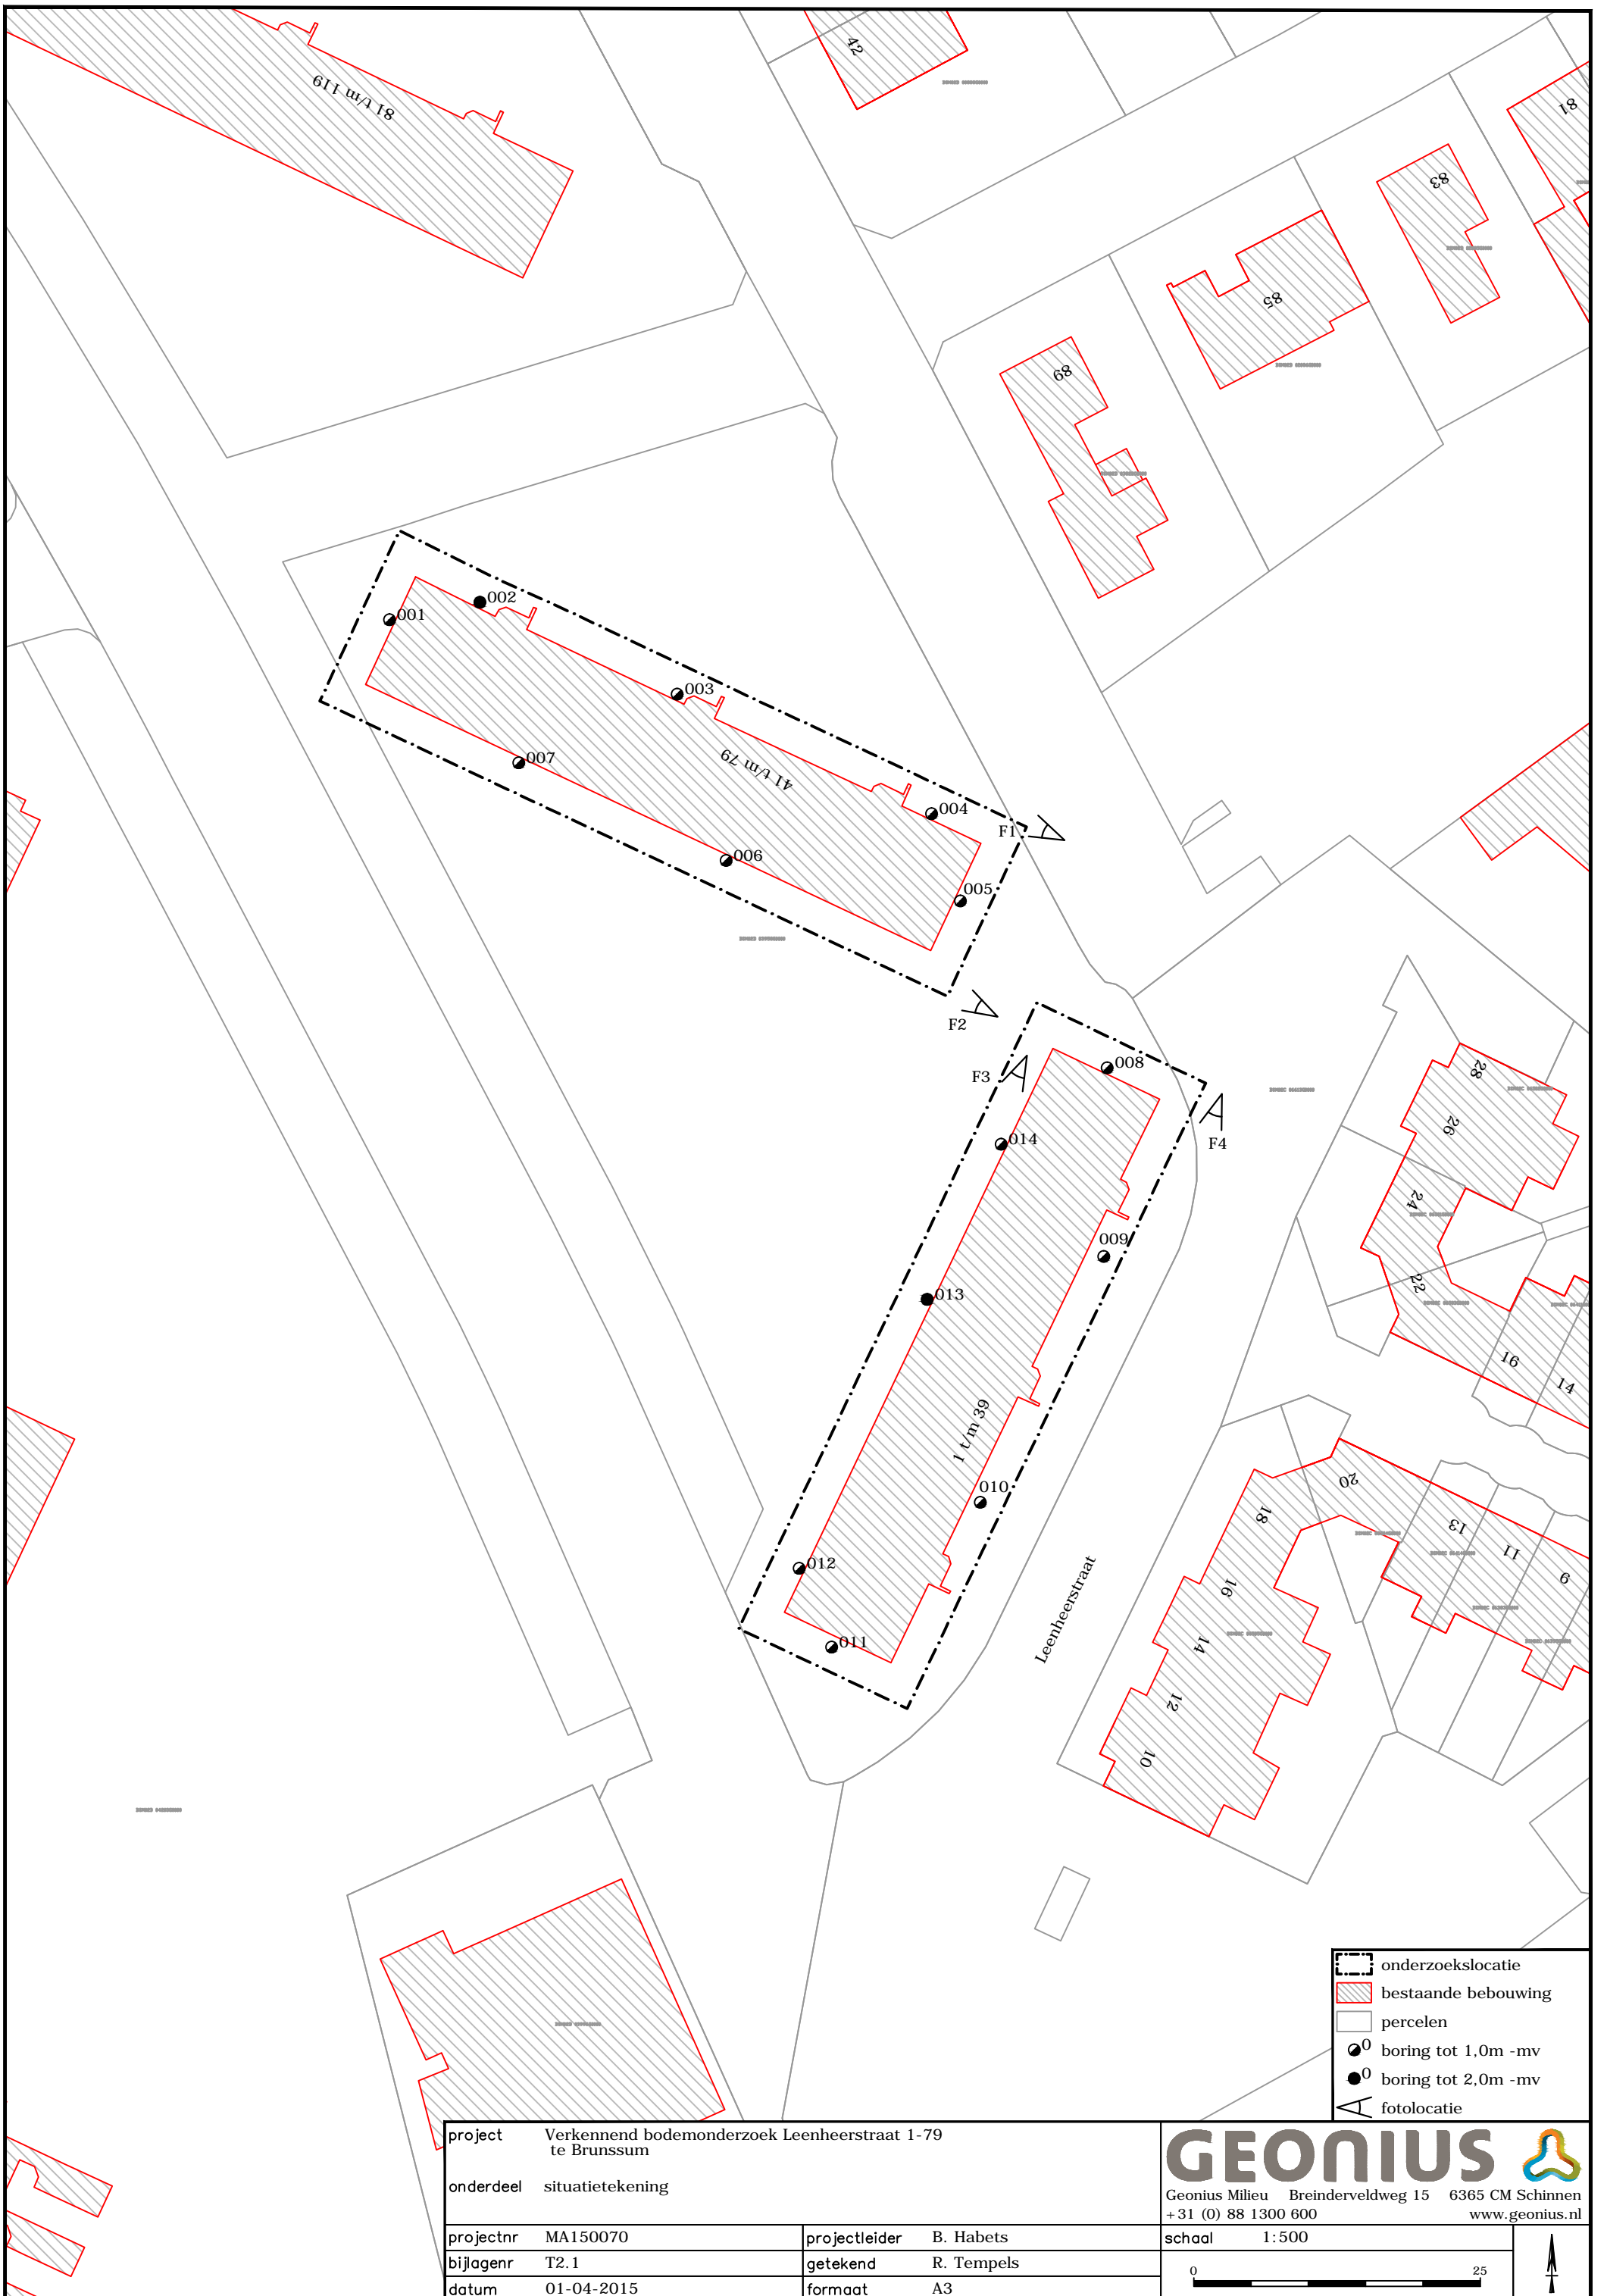 81 t/m 119
42
81
83
85
89
002
001
003
007
41 t/m 79
004
F1
006
005
F2
F3
008
014
F4
28
26
24
22
009
013
16
14
1 t/m 39
010
20
18
13
11
9
012
16
Leenheerstraat
14
011
12
10
onderzoekslocatie
bestaande bebouwing
percelen
0 boring tot 1,0m -mv
0 boring tot 2,0m -mv
fotolocatie
project Verkennend bodemonderzoek Leenheerstraat 1-79
te Brunssum
onderdeel situatietekening
GEONIUS
Geonius Milieu Breinderveldweg 15 6365 CM Schinnen
+31 (0) 88 1300 600 www.geonius.nl
projectnr MA150070 projectleider B. Habets schaal 1:500
bijlagenr T2.1 getekend R. Tempels
0 25
datum 01-04-2015 formaat A3